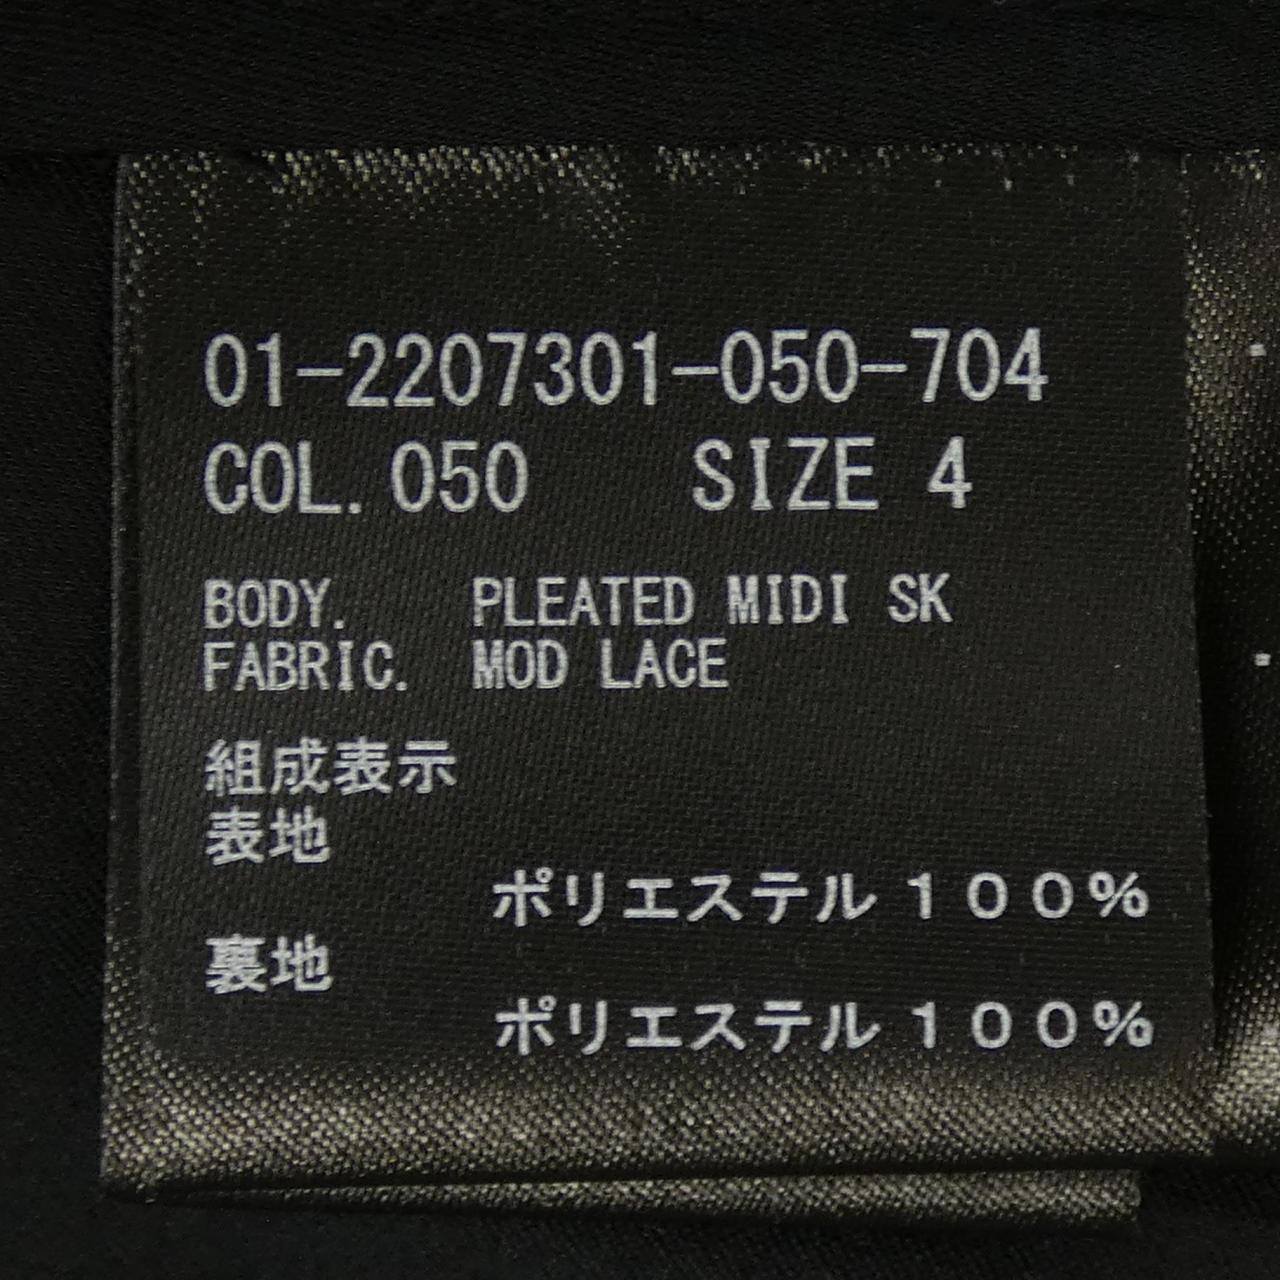 01-2207301-050-704
COL. 050 SIZE 4
BODY. PLEATED MIDI SK
FABRIC. MOD LACE
組成表示
表地
ポリエステル１００％
裏地
ポリエステル１００％